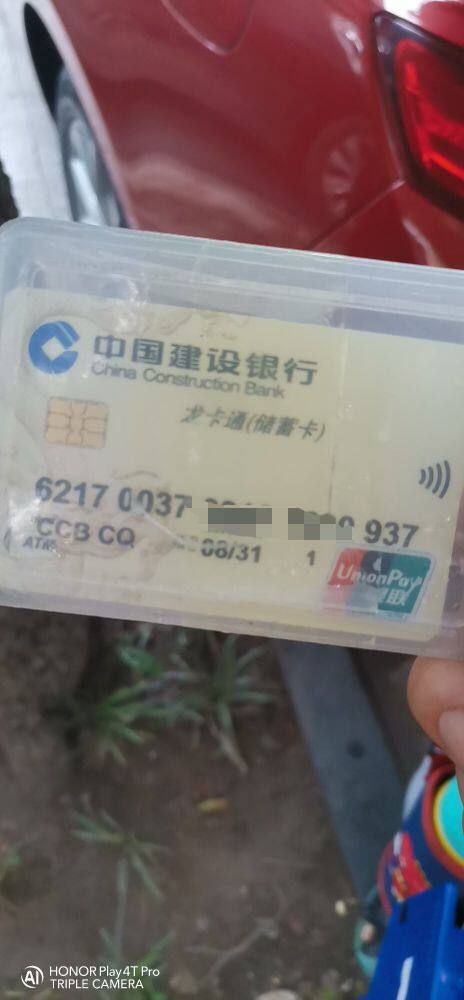 中国建设银行
China Construction Bank
龙卡通(储蓄卡)
6217 0037 937
CCB CQ 08/31 1
ATM
UnionPay
银联
HONOR Play4T Pro
TRIPLE CAMERA